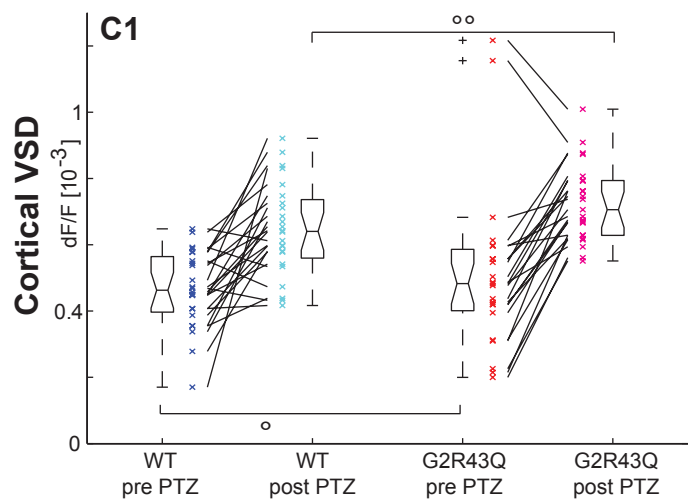 C1
Cortical VSD
dF/F [10⁻³]
1
0.4
0
oo
o
WT
pre PTZ
WT
post PTZ
G2R43Q
pre PTZ
G2R43Q
post PTZ